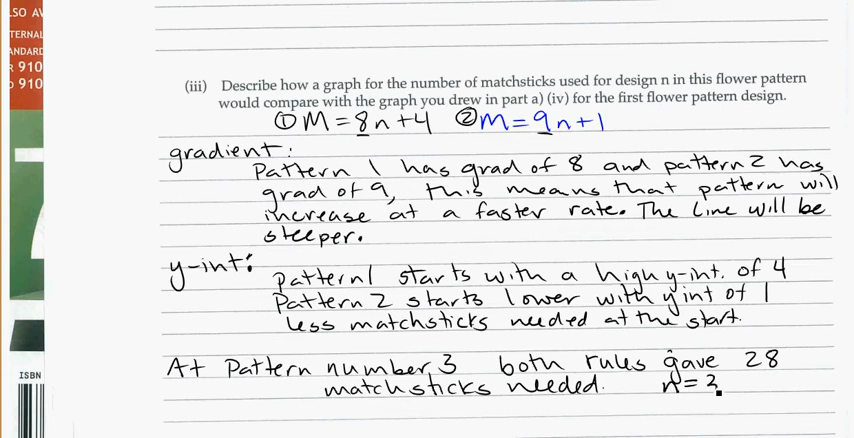 LSO AV
TERNAL
ANDARD
R 910
D 910
(iii) Describe how a graph for the number of matchsticks used for design n in this flower pattern
would compare with the graph you drew in part a) (iv) for the first flower pattern design.
① M = 8n+4 ② M = 9n+1
gradient:
Pattern 1 has grad of 8 and pattern 2 has
grad of 9, this means that pattern will
increase at a faster rate. The line will be
steeper.
y-int:
Pattern 1 starts with a high y-int. of 4
Pattern 2 starts lower with y int of 1
less matchsticks needed at the start.
At Pattern number 3 both rules gave 28
matchsticks needed. n = 3
ISBN